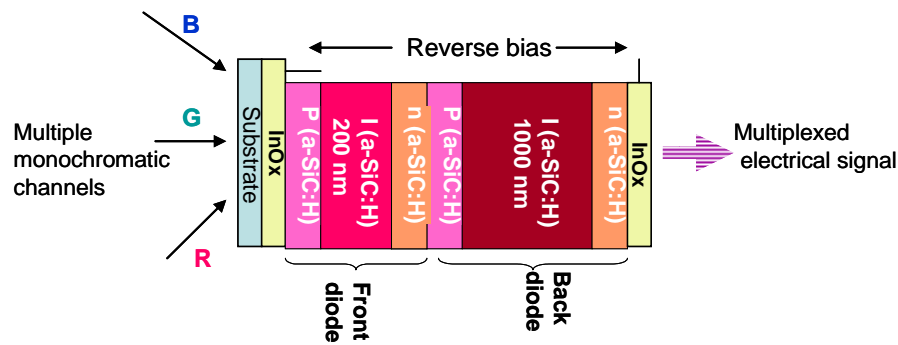 B
Reverse bias
G
Multiple
monochromatic
channels
R
Substrate
InOx
P (a-SiC:H)
I (a-SiC:H)
200 nm
n (a-SiC:H)
P (a-SiC:H)
I (a-SiC:H)
1000 nm
n (a-SiC:H)
InOx
Multiplexed
electrical signal
Front
diode
Back
diode